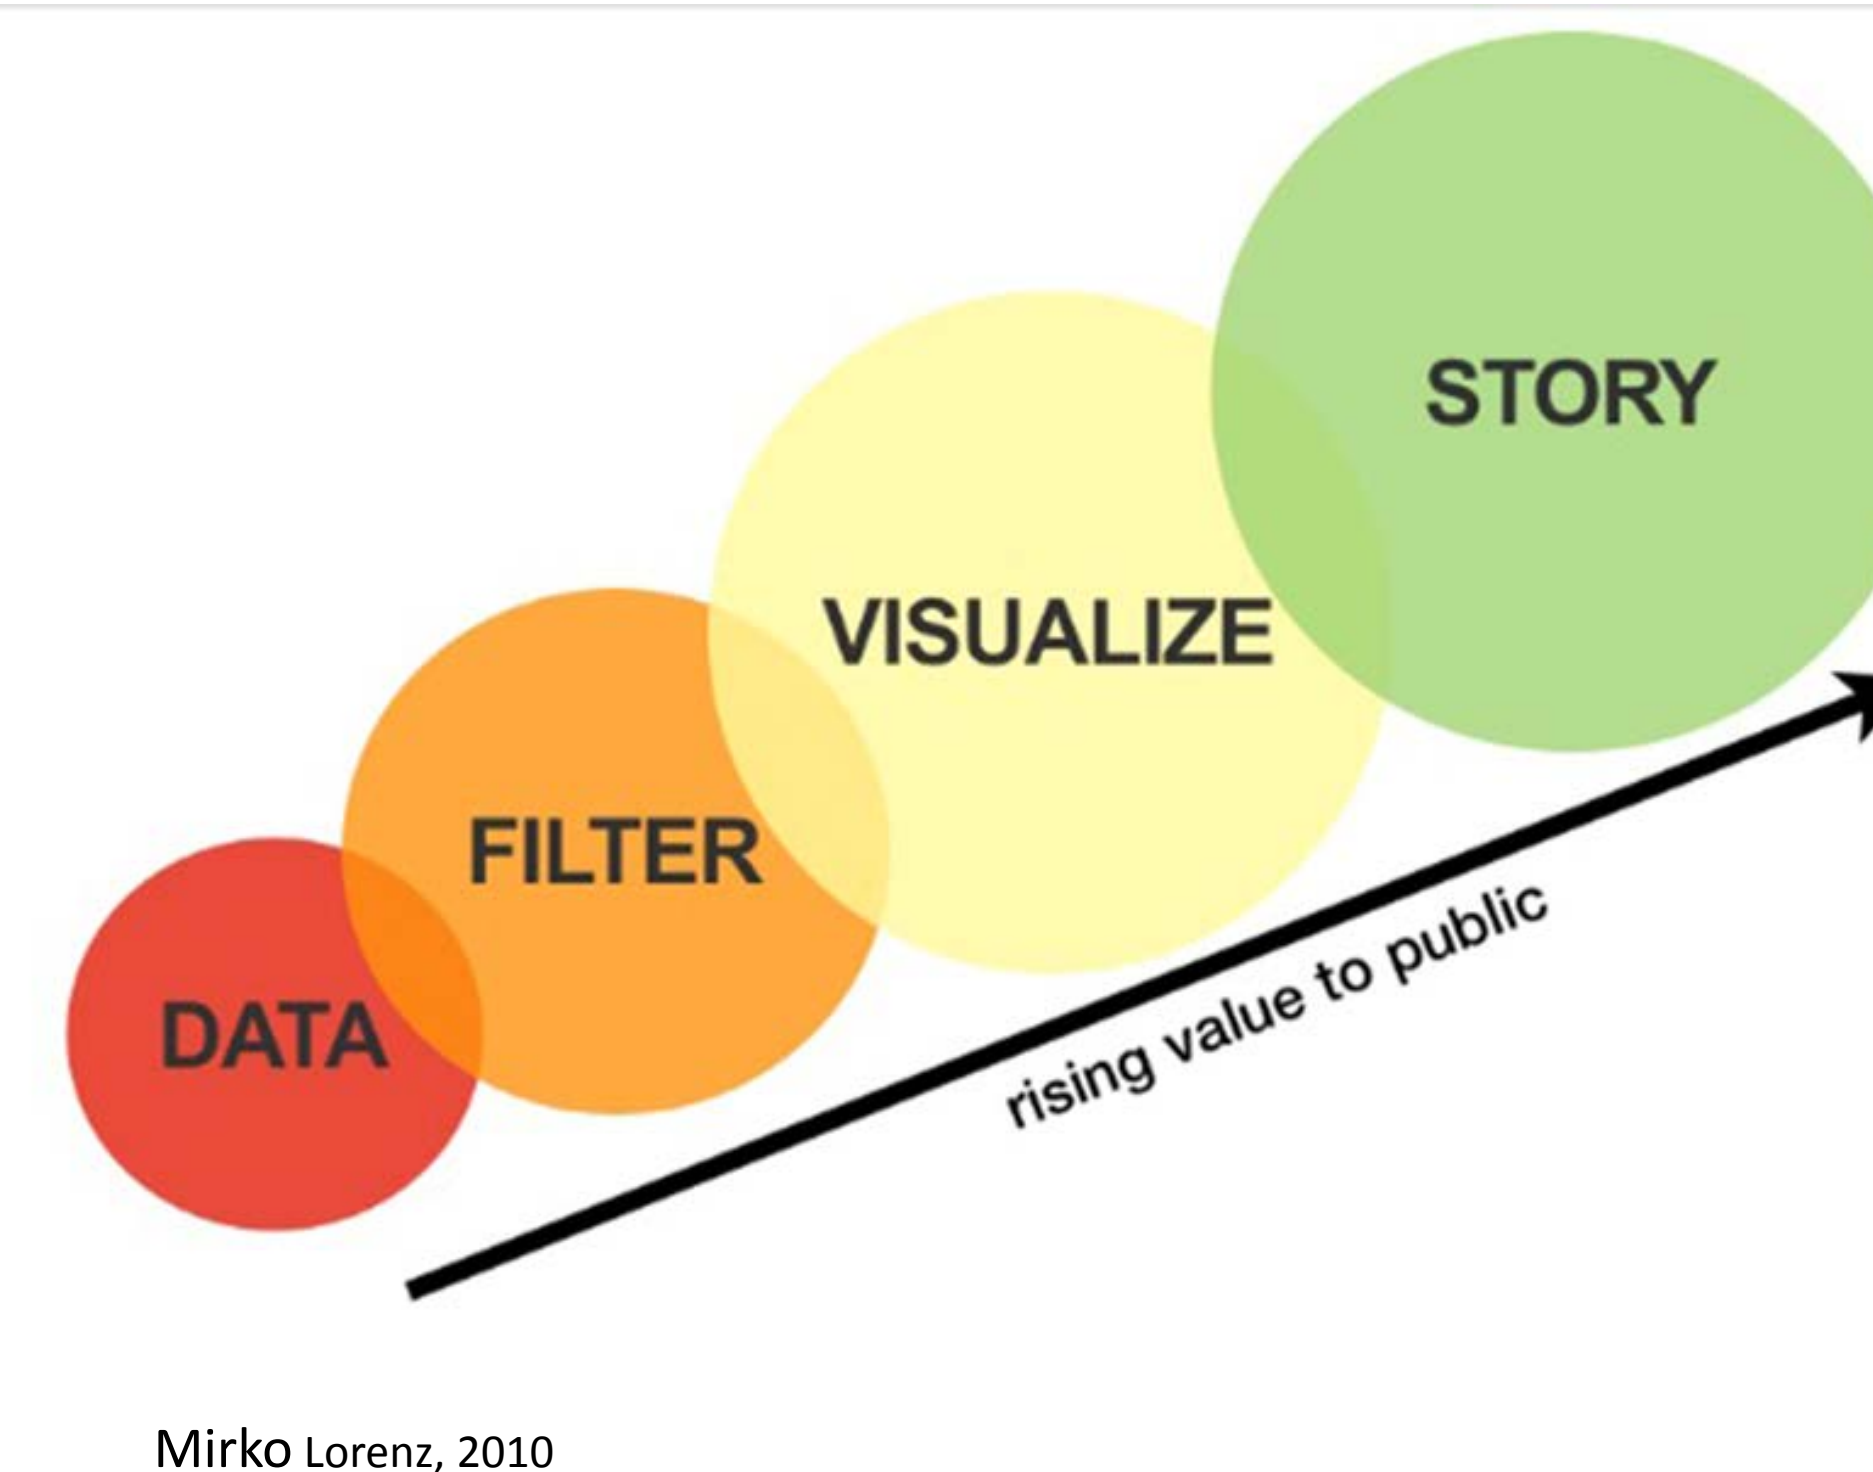 STORY
VISUALIZE
FILTER
DATA
rising value to public
Mirko Lorenz, 2010